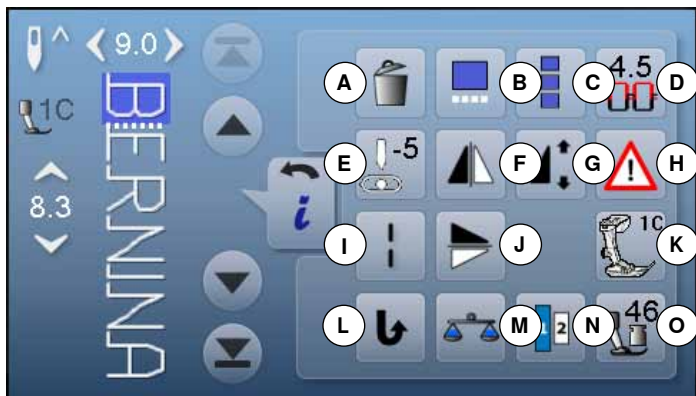 9.0
1C
8.3
BERNINA
i
A B C 4.5 D
E -5 F G ! H
I J 1C K
L M 2 N 46 O